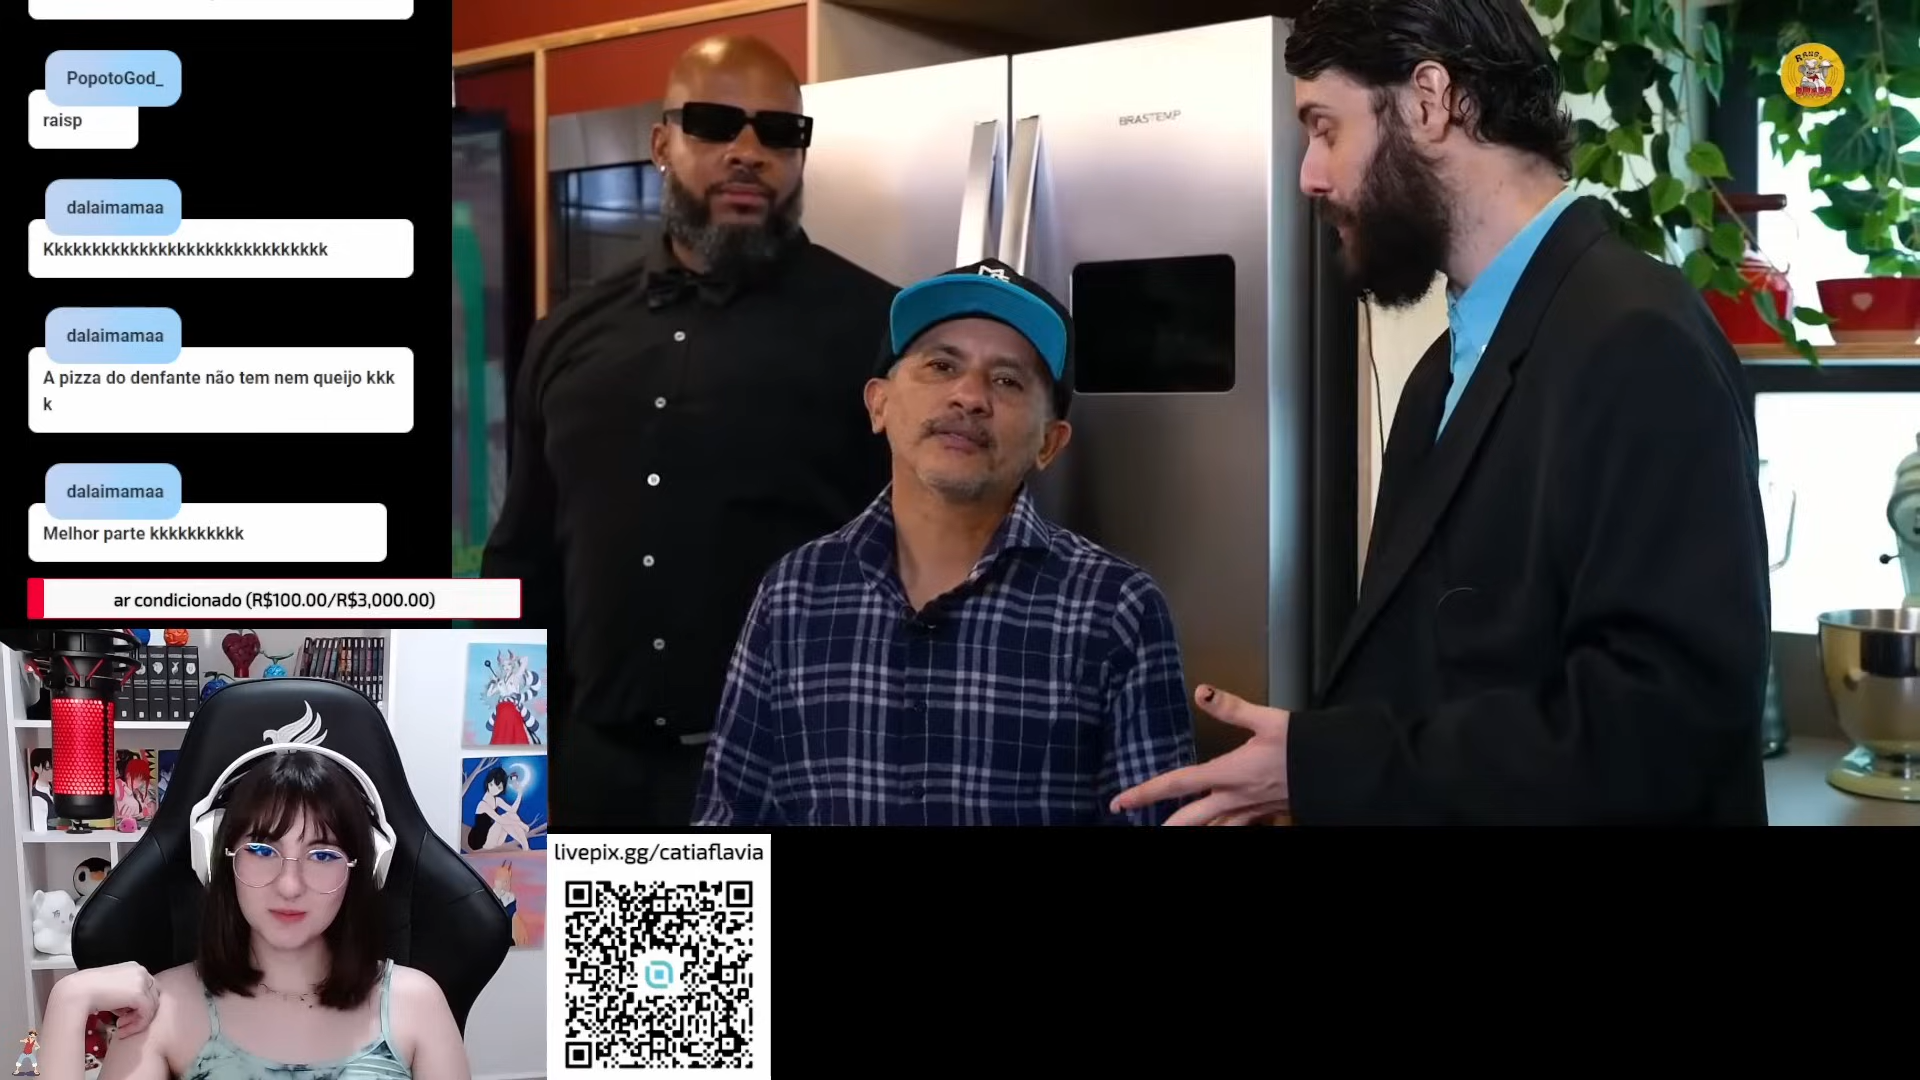 PopotoGod_
raisp
dalaimamaa
Kkkkkkkkkkkkkkkkkkkkkkkkkkkkk
dalaimamaa
A pizza do denfante não tem nem queijo kkk
k
dalaimamaa
Melhor parte kkkkkkkkkk
ar condicionado (R$100.00/R$3,000.00)
BRASTEMP
livepix.gg/catiaflavia